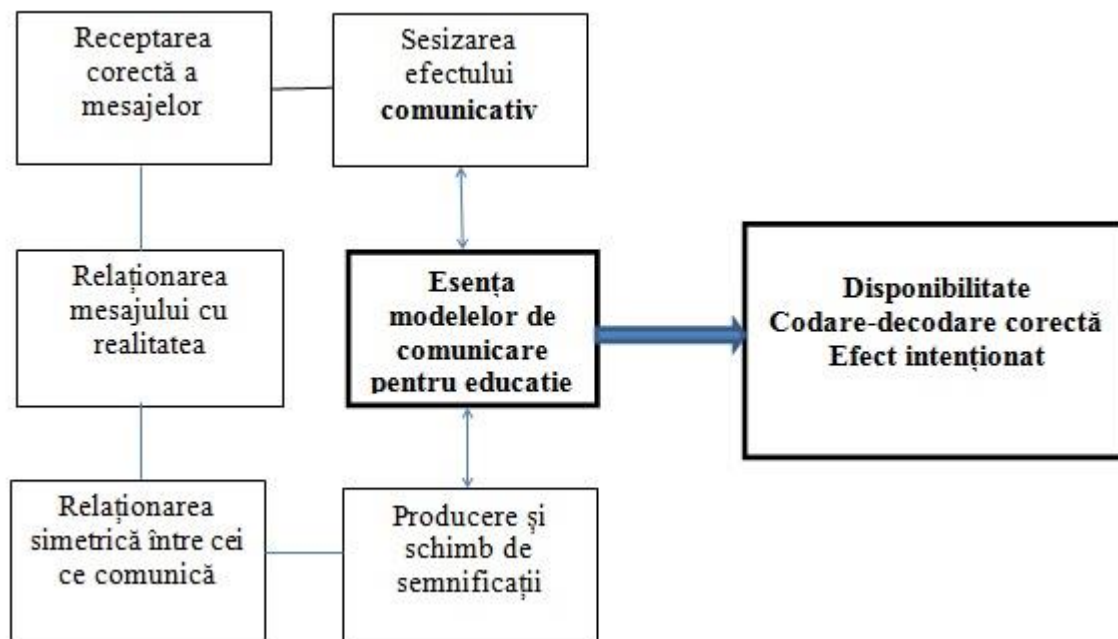 Receptarea
corectă a
mesajelor
Sesizarea
efectului
comunicativ
Relaționarea
mesajului cu
realitatea
Esența
modelelor de
comunicare
pentru educatie
Disponibilitate
Codare-decodare corectă
Efect intenționat
Relaționarea
simetrică între cei
ce comunică
Producere și
schimb de
semnificații